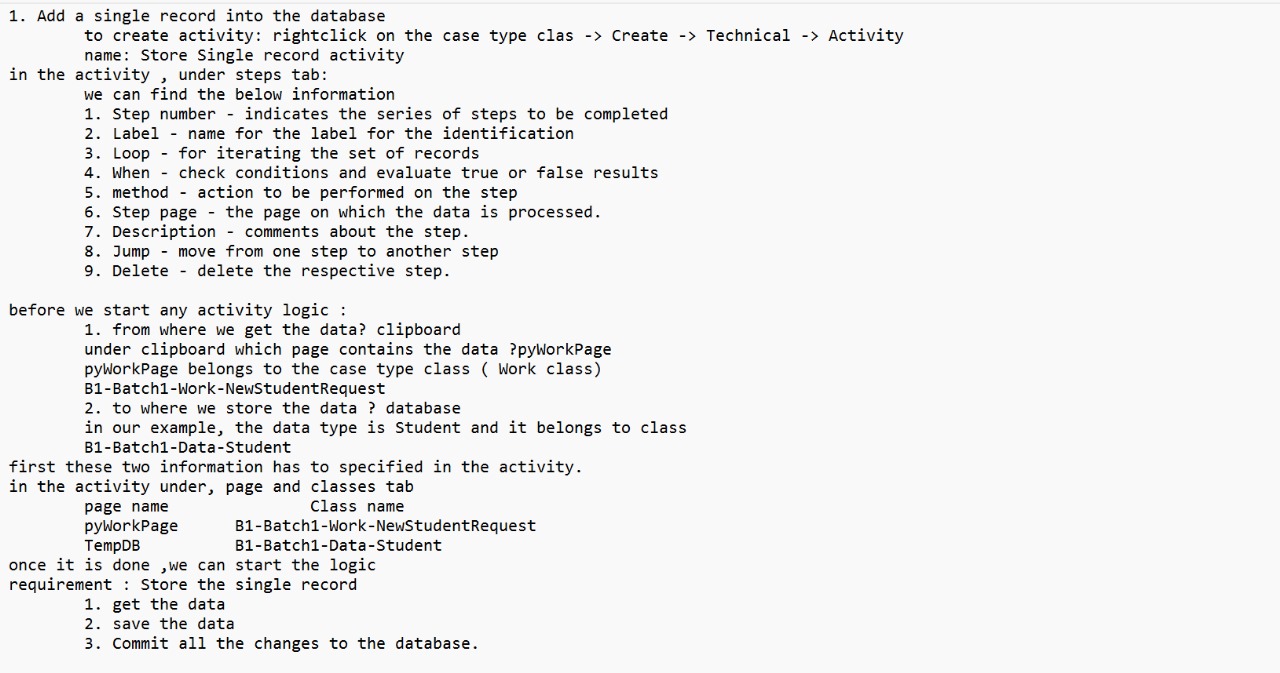 1. Add a single record into the database
to create activity: rightclick on the case type clas -> Create -> Technical -> Activity
name: Store Single record activity
in the activity , under steps tab:
we can find the below information
1. Step number - indicates the series of steps to be completed
2. Label - name for the label for the identification
3. Loop - for iterating the set of records
4. When - check conditions and evaluate true or false results
5. method - action to be performed on the step
6. Step page - the page on which the data is processed.
7. Description - comments about the step.
8. Jump - move from one step to another step
9. Delete - delete the respective step.
before we start any activity logic :
1. from where we get the data? clipboard
under clipboard which page contains the data ?pyWorkPage
pyWorkPage belongs to the case type class ( Work class)
B1-Batch1-Work-NewStudentRequest
2. to where we store the data ? database
in our example, the data type is Student and it belongs to class
B1-Batch1-Data-Student
first these two information has to specified in the activity.
in the activity under, page and classes tab
page name Class name
pyWorkPage B1-Batch1-Work-NewStudentRequest
TempDB B1-Batch1-Data-Student
once it is done ,we can start the logic
requirement : Store the single record
1. get the data
2. save the data
3. Commit all the changes to the database.